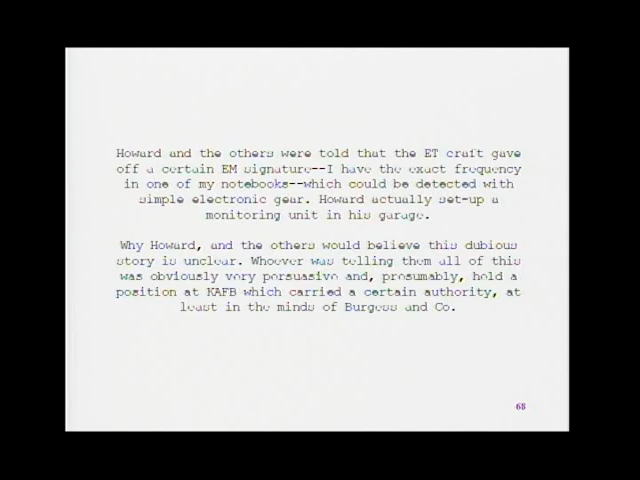 Howard and the others were told that the ET craft gave
off a certain EM signature--I have the exact frequency
in one of my notebooks--which could be detected with
simple electronic gear. Howard actually set-up a
monitoring unit in his garage.
Why Howard, and the others would believe this dubious
story is unclear. Whoever was telling them all of this
was obviously very persuasive and, presumably, held a
position at KAFB which carried a certain authority, at
least in the minds of Burgess and Co.
68